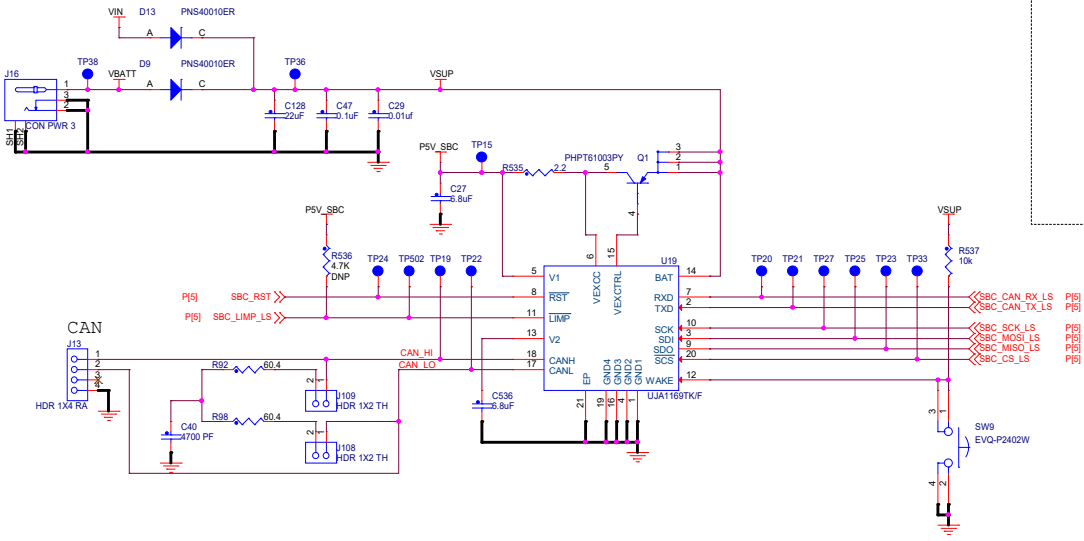 VIN
D13
PNS40010ER
A
C
J16
TP38
VBATT
D9
PNS40010ER
TP36
VSUP
A
C
1
3
2
CON PWR 3
SH1
SH2
C128
22uF
C47
0.1uF
C29
0.01uf
P5V_SBC
TP15
R535
2.2
PHPT61003PY
Q1
5
3
2
1
4
C27
6.8uF
P5V_SBC
R536
4.7K
DNP
TP24
TP502
TP19
TP22
6
15
U19
VEXCC
VEXCTRL
5
V1
BAT
14
P[5]
SBC_RST
8
RST
RXD
7
TXD
2
P[5]
SBC_LIMP_LS
11
LIMP
SCK
10
SDI
3
13
V2
SDO
9
18
CANH
SCS
20
17
CANL
WAKE
12
EP
GND4
GND3
GND2
GND1
UJA1169TK/F
21
19
16
4
1
TP20
TP21
TP27
TP25
TP23
TP33
VSUP
R537
10k
SBC_CAN_RX_LS
P[5]
SBC_CAN_TX_LS
P[5]
SBC_SCK_LS
P[5]
SBC_MOSI_LS
P[5]
SBC_MISO_LS
P[5]
SBC_CS_LS
P[5]
CAN
J13
1
2
3
4
HDR 1X4 RA
CAN_HI
CAN_LO
R92
60.4
2
1
J109
HDR 1X2 TH
R98
60.4
2
1
J108
HDR 1X2 TH
C40
4700 PF
C536
6.8uF
3
1
SW9
EVQ-P2402W
4
2